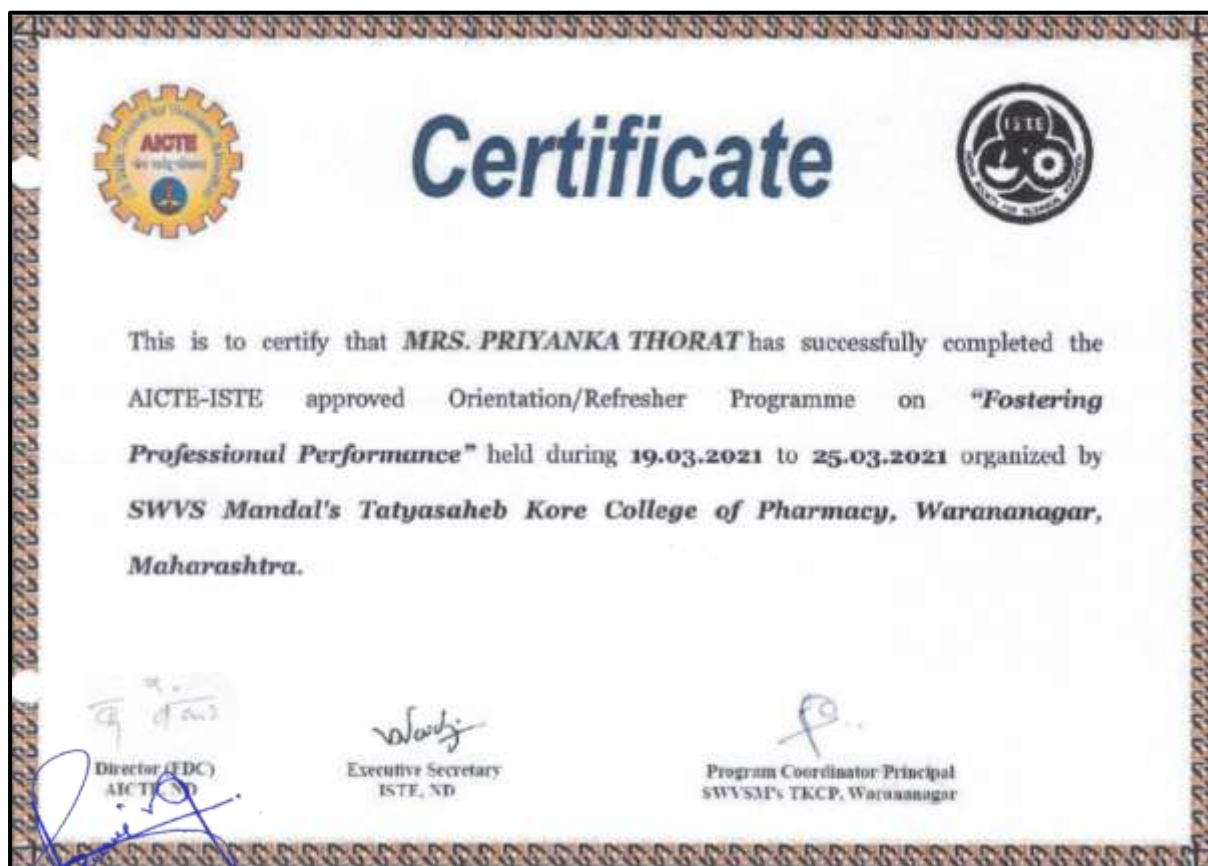 AICTE
Certificate
ISTE
This is to certify that MRS. PRIYANKA THORAT has successfully completed the
AICTE-ISTE approved Orientation/Refresher Programme on "Fostering
Professional Performance" held during 19.03.2021 to 25.03.2021 organized by
SWVS Mandal's Tatyasaheb Kore College of Pharmacy, Warananagar,
Maharashtra.
Director (FDC)
AICTE, ND
Executive Secretary
ISTE, ND
Program Coordinator Principal
SWVSM's TKCP, Warananagar